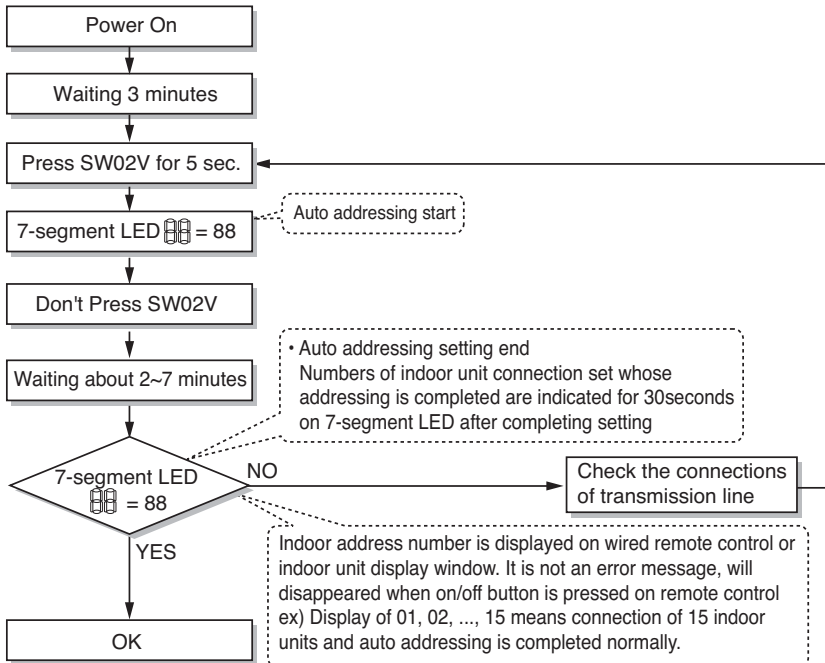 Power On
Waiting 3 minutes
Press SW02V for 5 sec.
7-segment LED 88 = 88
Auto addressing start
Don't Press SW02V
Waiting about 2~7 minutes
• Auto addressing setting end
Numbers of indoor unit connection set whose
addressing is completed are indicated for 30seconds
on 7-segment LED after completing setting
7-segment LED
88 = 88
NO
Check the connections
of transmission line
YES
Indoor address number is displayed on wired remote control or
indoor unit display window. It is not an error message, will
disappeared when on/off button is pressed on remote control
ex) Display of 01, 02, ..., 15 means connection of 15 indoor
units and auto addressing is completed normally.
OK